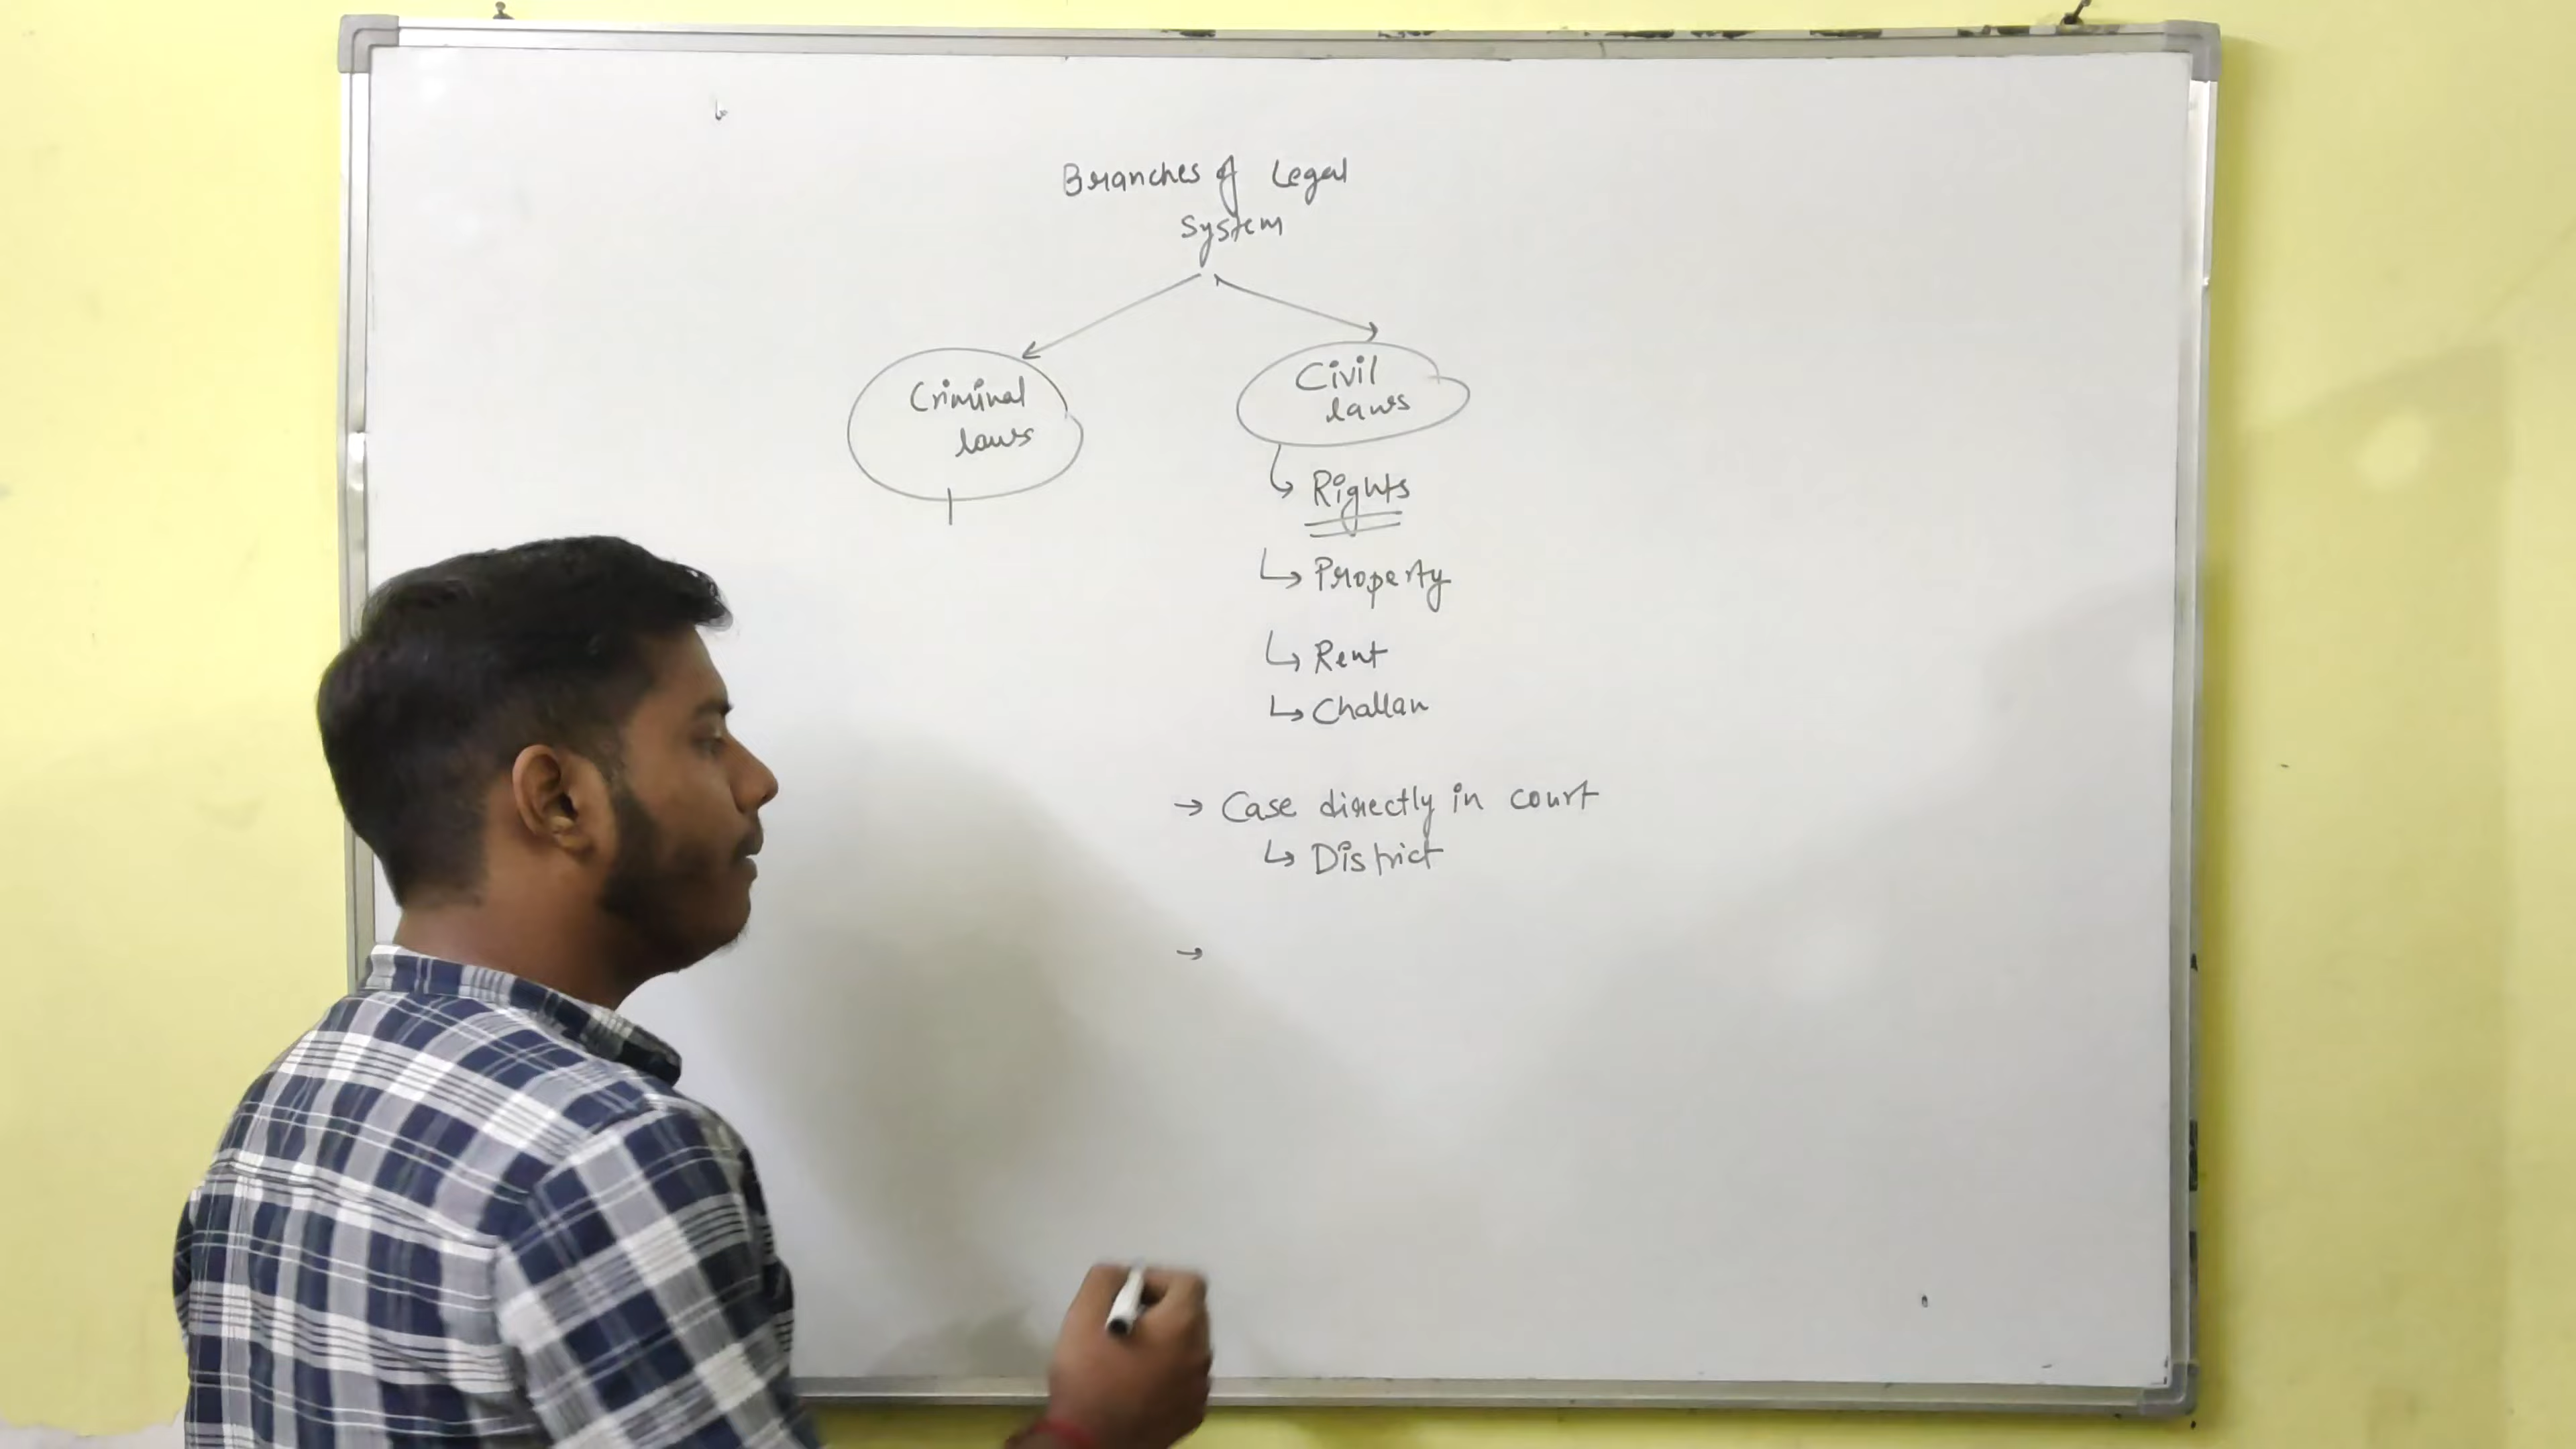 Branches of Legal
System
Criminal
laws
Civil
laws
↳ Rights
↳ Property
↳ Rent
↳ Challan
→ Case directly in court
↳ District
→